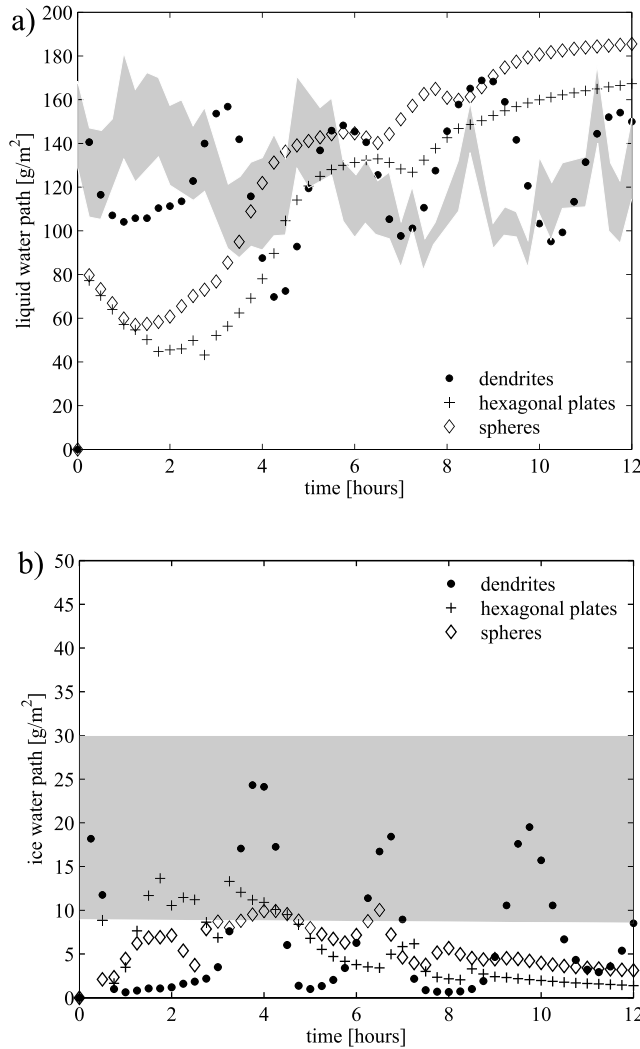 a)
200
180
160
140
120
100
80
60
40
20
0
liquid water path [g/m²]
dendrites
hexagonal plates
spheres
0 2 4 6 8 10 12
time [hours]
b)
50
45
40
35
30
25
20
15
10
5
0
ice water path [g/m²]
dendrites
hexagonal plates
spheres
0 2 4 6 8 10 12
time [hours]